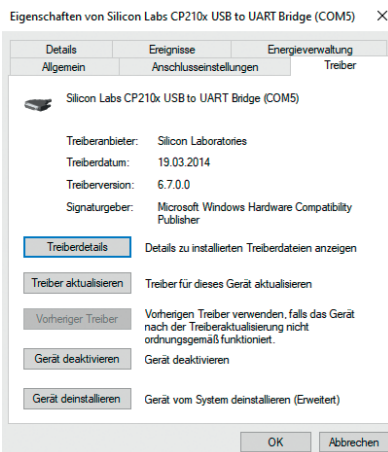 Eigenschaften von Silicon Labs CP210x USB to UART Bridge (COM5)
Details Ereignisse Energieverwaltung
Allgemein Anschlusseinstellungen Treiber
Silicon Labs CP210x USB to UART Bridge (COM5)
Treiberanbieter: Silicon Laboratories
Treiberdatum: 19.03.2014
Treiberversion: 6.7.0.0
Signaturgeber: Microsoft Windows Hardware Compatibility
Publisher
Treiberdetails Details zu installierten Treiberdateien anzeigen
Treiber aktualisieren Treiber für dieses Gerät aktualisieren
Vorheriger Treiber Vorherigen Treiber verwenden, falls das Gerät
nach der Treiberaktualisierung nicht
ordnungsgemäß funktioniert.
Gerät deaktivieren Gerät deaktivieren
Gerät deinstallieren Gerät vom System deinstallieren (Erweitert)
OK Abbrechen